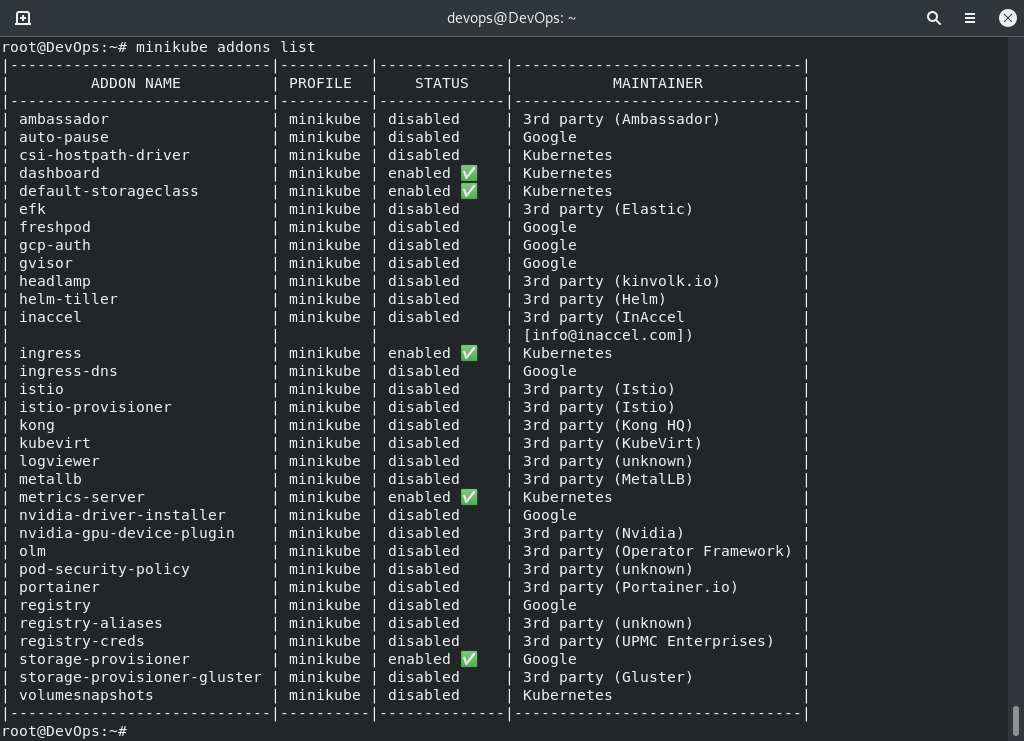 devops@DevOps: ~
root@DevOps:~# minikube addons list
|-----------------------------|----------|--------------|--------------------------------|
|         ADDON NAME          | PROFILE  |    STATUS    |           MAINTAINER           |
|-----------------------------|----------|--------------|--------------------------------|
| ambassador                  | minikube | disabled     | 3rd party (Ambassador)         |
| auto-pause                  | minikube | disabled     | Google                         |
| csi-hostpath-driver         | minikube | disabled     | Kubernetes                     |
| dashboard                   | minikube | enabled ✅   | Kubernetes                     |
| default-storageclass        | minikube | enabled ✅   | Kubernetes                     |
| efk                         | minikube | disabled     | 3rd party (Elastic)            |
| freshpod                    | minikube | disabled     | Google                         |
| gcp-auth                    | minikube | disabled     | Google                         |
| gvisor                      | minikube | disabled     | Google                         |
| headlamp                    | minikube | disabled     | 3rd party (kinvolk.io)         |
| helm-tiller                 | minikube | disabled     | 3rd party (Helm)               |
| inaccel                     | minikube | disabled     | 3rd party (InAccel             |
|                             |          |              | [info@inaccel.com])            |
| ingress                     | minikube | enabled ✅   | Kubernetes                     |
| ingress-dns                 | minikube | disabled     | Google                         |
| istio                       | minikube | disabled     | 3rd party (Istio)              |
| istio-provisioner           | minikube | disabled     | 3rd party (Istio)              |
| kong                        | minikube | disabled     | 3rd party (Kong HQ)            |
| kubevirt                    | minikube | disabled     | 3rd party (KubeVirt)           |
| logviewer                   | minikube | disabled     | 3rd party (unknown)            |
| metallb                     | minikube | disabled     | 3rd party (MetalLB)            |
| metrics-server              | minikube | enabled ✅   | Kubernetes                     |
| nvidia-driver-installer     | minikube | disabled     | Google                         |
| nvidia-gpu-device-plugin    | minikube | disabled     | 3rd party (Nvidia)             |
| olm                         | minikube | disabled     | 3rd party (Operator Framework) |
| pod-security-policy         | minikube | disabled     | 3rd party (unknown)            |
| portainer                   | minikube | disabled     | 3rd party (Portainer.io)       |
| registry                    | minikube | disabled     | Google                         |
| registry-aliases            | minikube | disabled     | 3rd party (unknown)            |
| registry-creds              | minikube | disabled     | 3rd party (UPMC Enterprises)   |
| storage-provisioner         | minikube | enabled ✅   | Google                         |
| storage-provisioner-gluster | minikube | disabled     | 3rd party (Gluster)            |
| volumesnapshots             | minikube | disabled     | Kubernetes                     |
|-----------------------------|----------|--------------|--------------------------------|
root@DevOps:~#